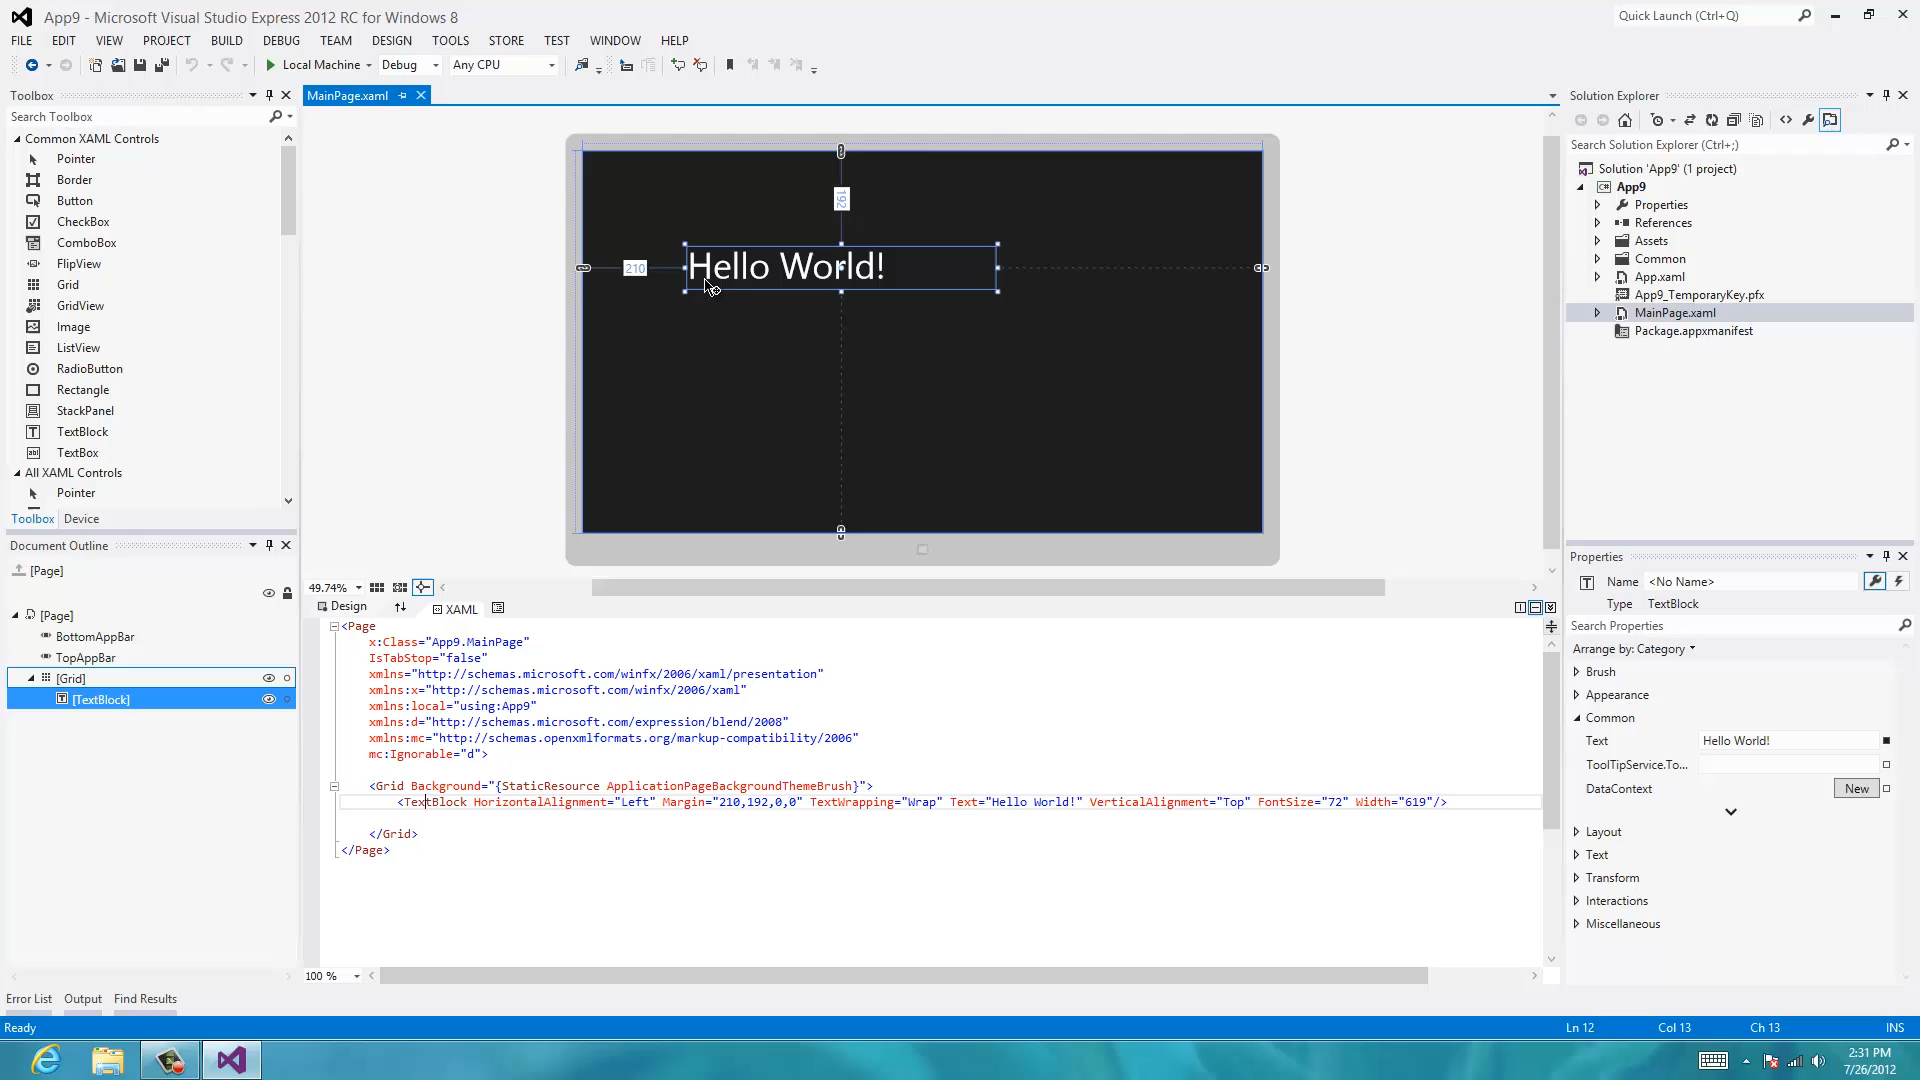 App9 - Microsoft Visual Studio Express 2012 RC for Windows 8
Quick Launch (Ctrl+Q)
FILE EDIT VIEW PROJECT BUILD DEBUG TEAM DESIGN TOOLS STORE TEST WINDOW HELP
Local Machine Debug Any CPU
Toolbox
Search Toolbox
Common XAML Controls
Pointer
Border
Button
CheckBox
ComboBox
FlipView
Grid
GridView
Image
ListView
RadioButton
Rectangle
StackPanel
TextBlock
TextBox
All XAML Controls
Pointer
Toolbox Device
Document Outline
[Page]
[Page]
BottomAppBar
TopAppBar
[Grid]
[TextBlock]
MainPage.xaml
192
210
Hello World!
49.74%
Design XAML
<Page
x:Class="App9.MainPage"
IsTabStop="false"
xmlns="http://schemas.microsoft.com/winfx/2006/xaml/presentation"
xmlns:x="http://schemas.microsoft.com/winfx/2006/xaml"
xmlns:local="using:App9"
xmlns:d="http://schemas.microsoft.com/expression/blend/2008"
xmlns:mc="http://schemas.openxmlformats.org/markup-compatibility/2006"
mc:Ignorable="d">
<Grid Background="{StaticResource ApplicationPageBackgroundThemeBrush}">
<TextBlock HorizontalAlignment="Left" Margin="210,192,0,0" TextWrapping="Wrap" Text="Hello World!" VerticalAlignment="Top" FontSize="72" Width="619"/>
</Grid>
</Page>
100 %
Solution Explorer
Search Solution Explorer (Ctrl+;)
Solution 'App9' (1 project)
App9
Properties
References
Assets
Common
App.xaml
App9_TemporaryKey.pfx
MainPage.xaml
Package.appxmanifest
Properties
Name <No Name>
Type TextBlock
Search Properties
Arrange by: Category
Brush
Appearance
Common
Text Hello World!
ToolTipService.To...
DataContext New
Layout
Text
Transform
Interactions
Miscellaneous
Error List Output Find Results
Ready Ln 12 Col 13 Ch 13 INS
2:31 PM
7/26/2012